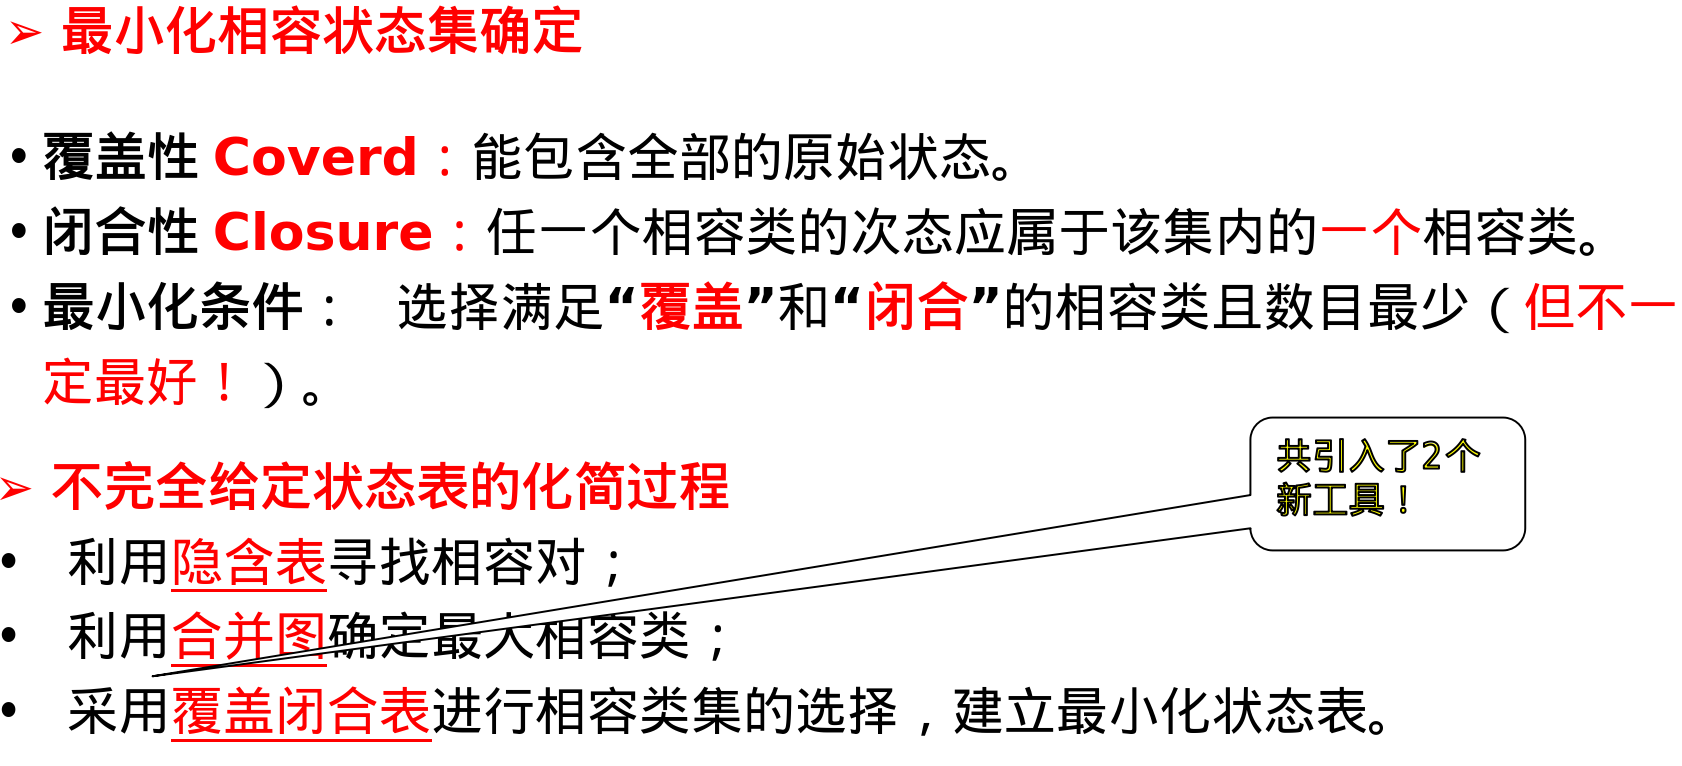 ➢ 最小化相容状态集确定
• 覆盖性 Coverd：能包含全部的原始状态。
• 闭合性 Closure：任一个相容类的次态应属于该集内的一个相容类。
• 最小化条件： 选择满足“覆盖”和“闭合”的相容类且数目最少（但不一
定最好！）。
共引入了2个
新工具！
➢ 不完全给定状态表的化简过程
• 利用隐含表寻找相容对；
• 利用合并图确定最大相容类；
• 采用覆盖闭合表进行相容类集的选择，建立最小化状态表。